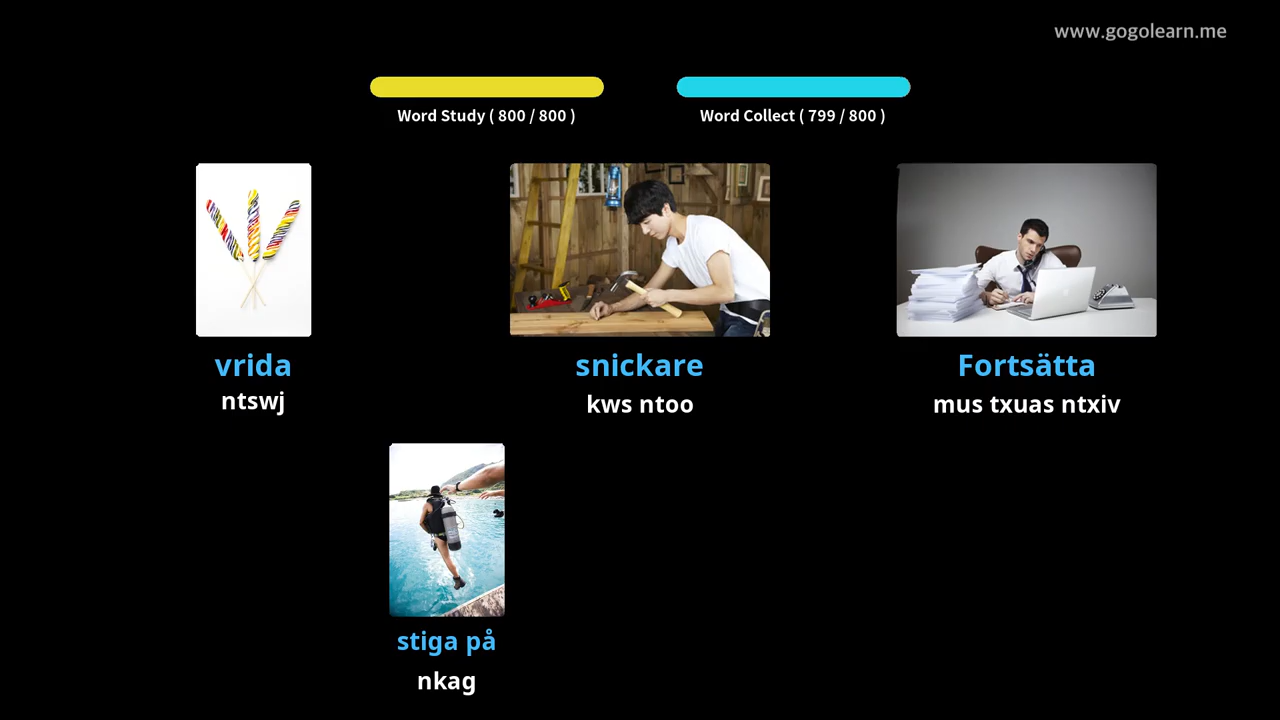 www.gogolearn.me
Word Study ( 800 / 800 )
Word Collect ( 799 / 800 )
vrida
ntswj
snickare
kws ntoo
Fortsätta
mus txuas ntxiv
stiga på
nkag